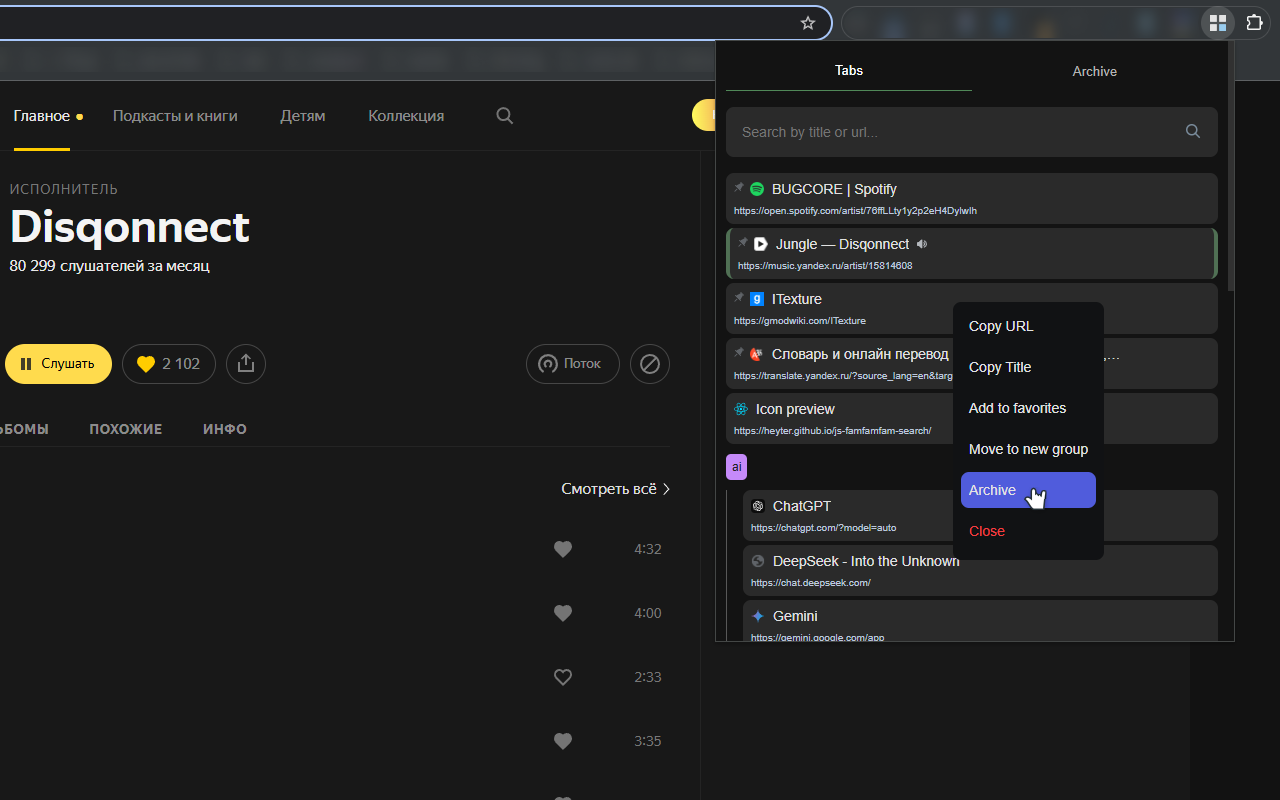 Главное
Подкасты и книги
Детям
Коллекция
ИСПОЛНИТЕЛЬ
Disqonnect
80 299 слушателей за месяц
Слушать
2 102
Поток
ЬБОМЫ
ПОХОЖИЕ
ИНФО
Смотреть всё
4:32
4:00
2:33
3:35
Tabs
Archive
Search by title or url...
BUGCORE | Spotify
https://open.spotify.com/artist/76ffLLty1y2p2eH4DylwIh
Jungle — Disqonnect
https://music.yandex.ru/artist/15814608
ITexture
https://gmodwiki.com/ITexture
Словарь и онлайн перевод
,...
https://translate.yandex.ru/?source_lang=en&targ
Icon preview
https://heyter.github.io/js-famfamfam-search/
ai
ChatGPT
https://chatgpt.com/?model=auto
DeepSeek - Into the Unknown
https://chat.deepseek.com/
Gemini
https://gemini.google.com/app
Copy URL
Copy Title
Add to favorites
Move to new group
Archive
Close